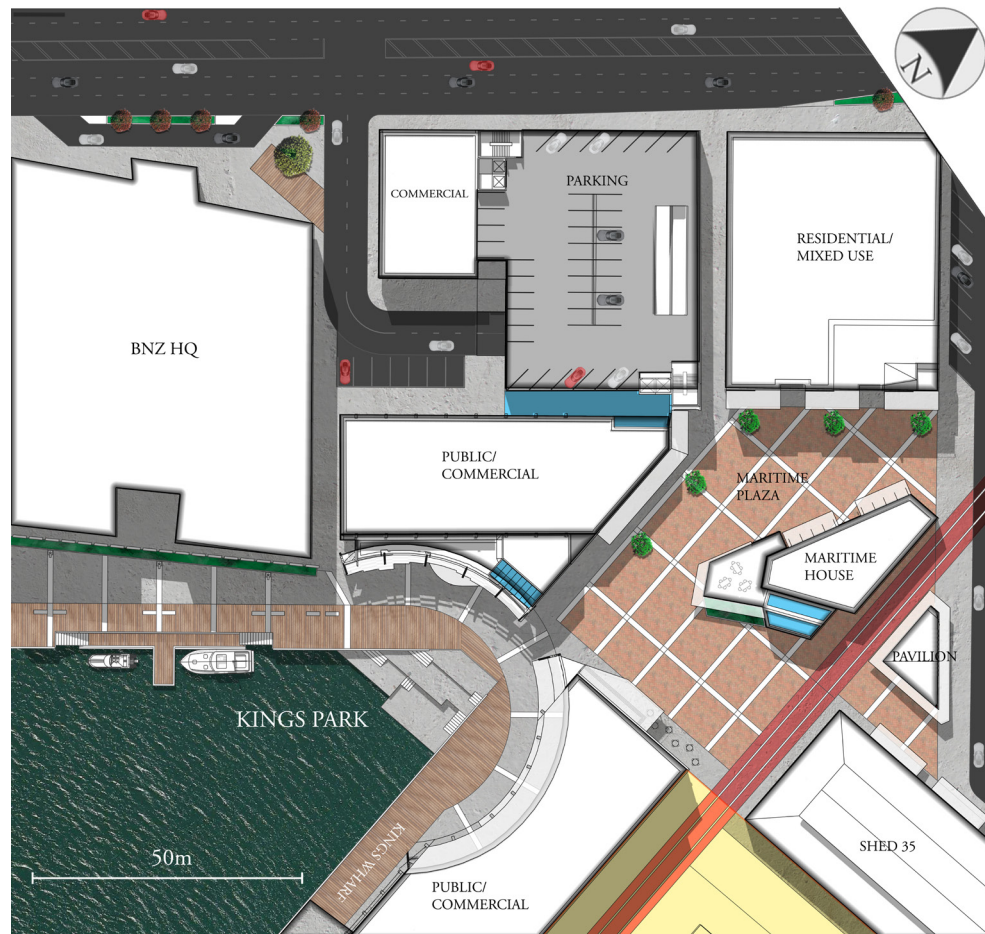 N
COMMERCIAL
PARKING
RESIDENTIAL/
MIXED USE
BNZ HQ
PUBLIC/
COMMERCIAL
MARITIME
PLAZA
MARITIME
HOUSE
PAVILION
KINGS PARK
KINGS WHARF
50m
SHED 35
PUBLIC/
COMMERCIAL